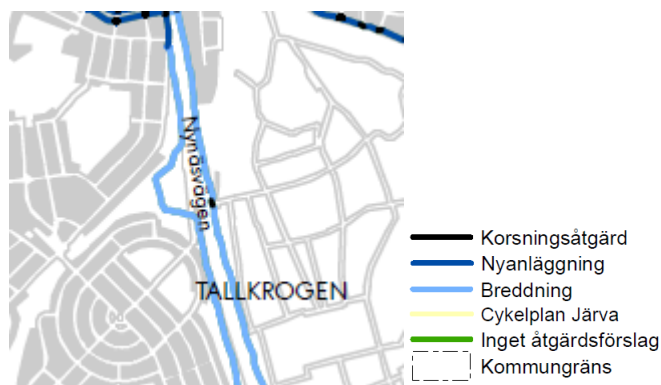 Nynäsvägen
TALLKROGEN
Korsningsåtgärd
Nyanläggning
Breddning
Cykelplan Järva
Inget åtgärdsförslag
Kommungräns